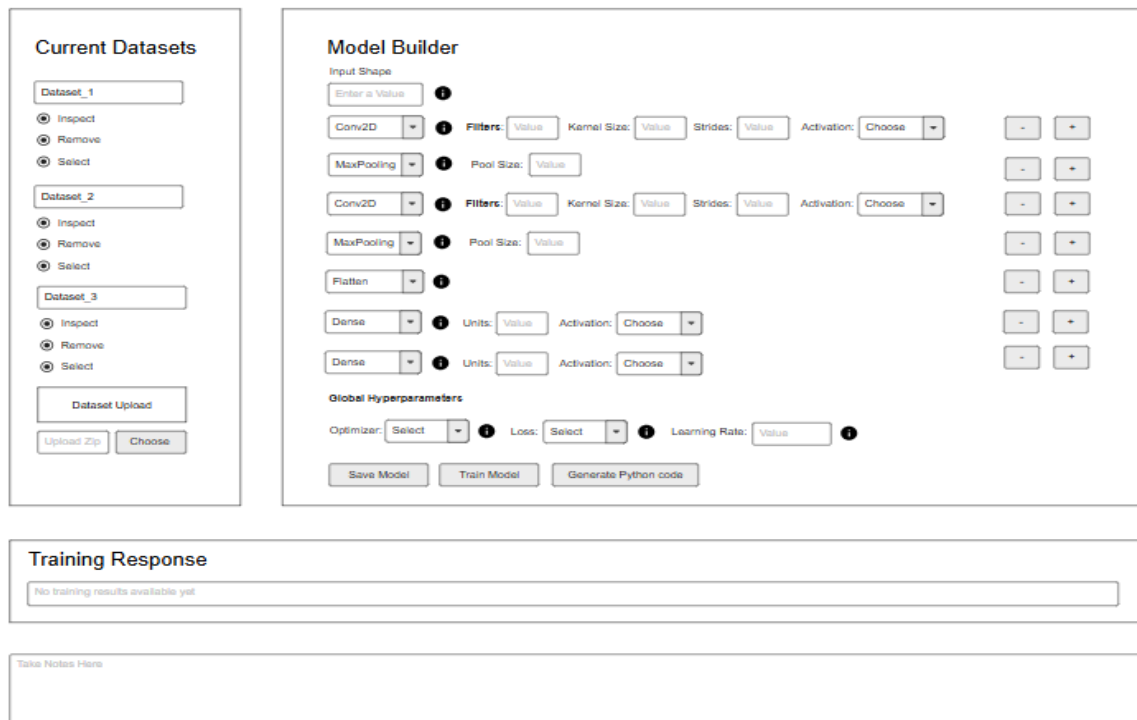 Current Datasets
Dataset_1
Inspect
Remove
Select
Dataset_2
Inspect
Remove
Select
Dataset_3
Inspect
Remove
Select
Dataset Upload
Upload Zip Choose
Model Builder
Input Shape
Enter a Value
Conv2D Filters: Value Kernel Size: Value Strides: Value Activation: Choose - +
MaxPooling Pool Size: Value - +
Conv2D Filters: Value Kernel Size: Value Strides: Value Activation: Choose - +
MaxPooling Pool Size: Value - +
Flatten - +
Dense Units: Value Activation: Choose - +
Dense Units: Value Activation: Choose - +
Global Hyperparameters
Optimizer: Select Loss: Select Learning Rate: Value
Save Model Train Model Generate Python code
Training Response
No training results available yet
Take Notes Here